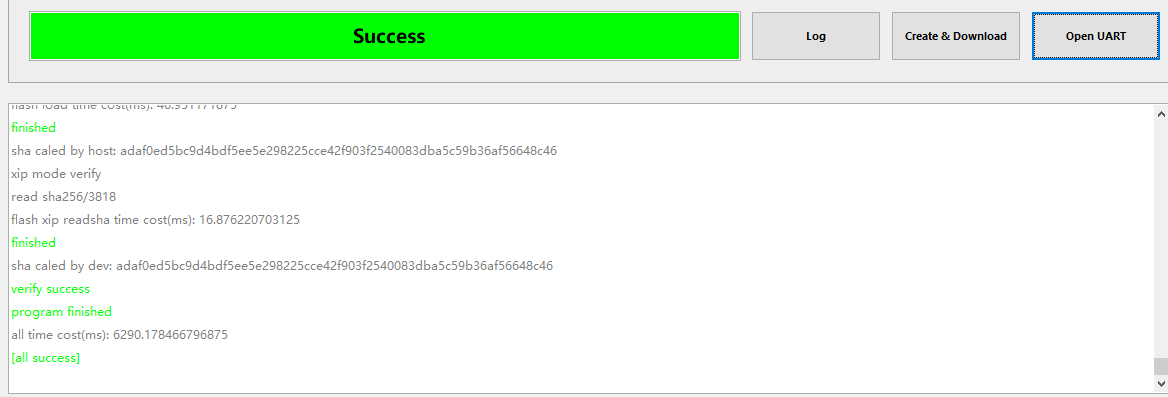 Success
Log
Create & Download
Open UART
flash load time cost(ms): 46.951171875
finished
sha caled by host: adaf0ed5bc9d4bdf5ee5e298225cce42f903f2540083dba5c59b36af56648c46
xip mode verify
read sha256/3818
flash xip readsha time cost(ms): 16.876220703125
finished
sha caled by dev: adaf0ed5bc9d4bdf5ee5e298225cce42f903f2540083dba5c59b36af56648c46
verify success
program finished
all time cost(ms): 6290.178466796875
[all success]